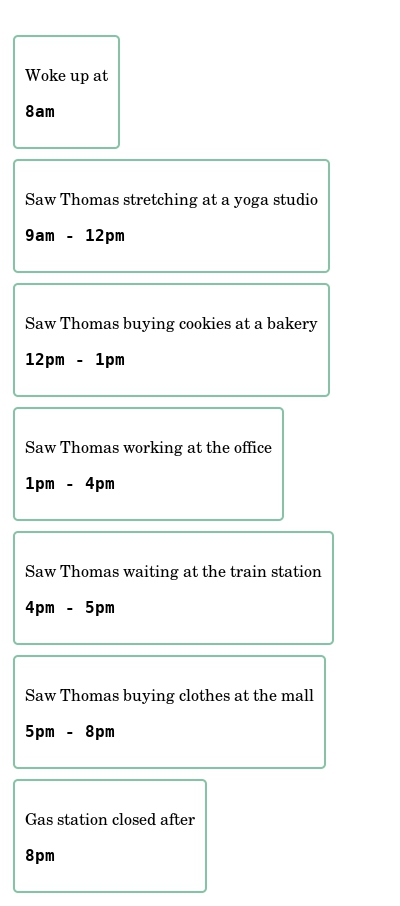 Woke up at
8am
Saw Thomas stretching at a yoga studio
9am - 12pm
Saw Thomas buying cookies at a bakery
12pm - 1pm
Saw Thomas working at the office
1pm - 4pm
Saw Thomas waiting at the train station
4pm - 5pm
Saw Thomas buying clothes at the mall
5pm - 8pm
Gas station closed after
8pm